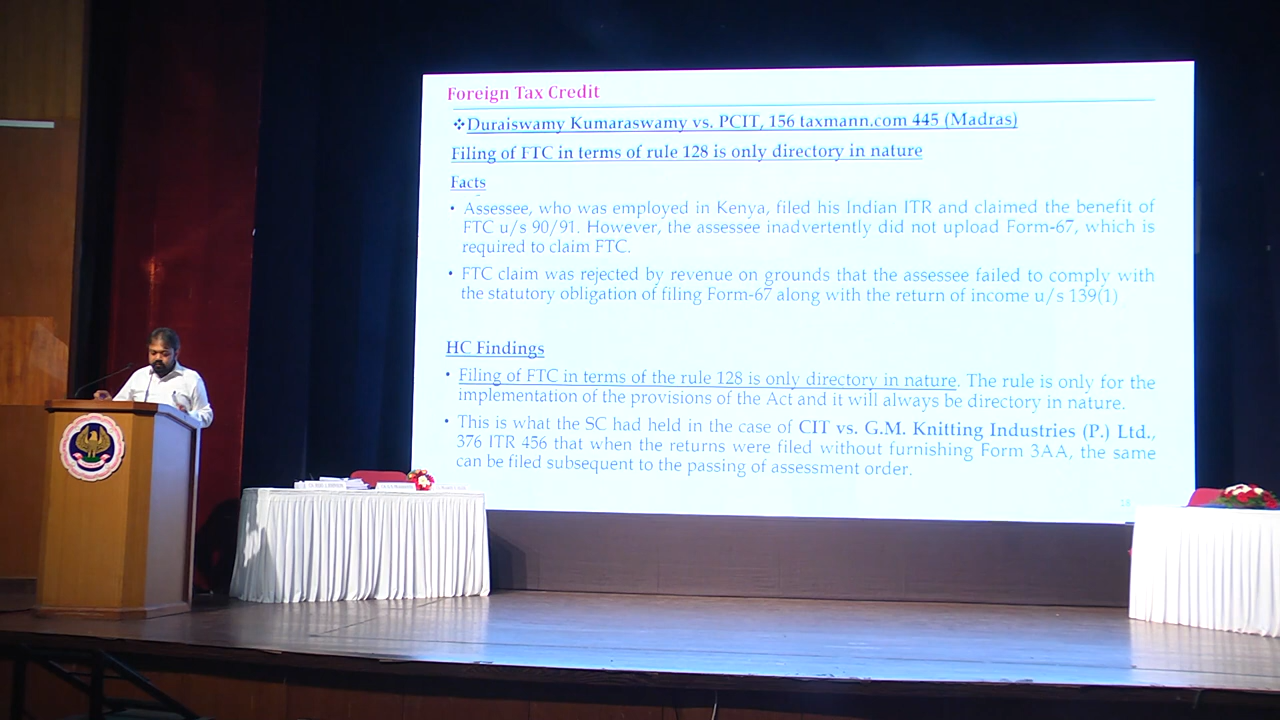 Foreign Tax Credit
❖Duraiswamy Kumaraswamy vs. PCIT, 156 taxmann.com 445 (Madras)
Filing of FTC in terms of rule 128 is only directory in nature
Facts
• Assessee, who was employed in Kenya, filed his Indian ITR and claimed the benefit of
FTC u/s 90/91. However, the assessee inadvertently did not upload Form-67, which is
required to claim FTC.
• FTC claim was rejected by revenue on grounds that the assessee failed to comply with
the statutory obligation of filing Form-67 along with the return of income u/s 139(1)
HC Findings
• Filing of FTC in terms of the rule 128 is only directory in nature. The rule is only for the
implementation of the provisions of the Act and it will always be directory in nature.
• This is what the SC had held in the case of CIT vs. G.M. Knitting Industries (P.) Ltd.,
376 ITR 456 that when the returns were filed without furnishing Form 3AA, the same
can be filed subsequent to the passing of assessment order.